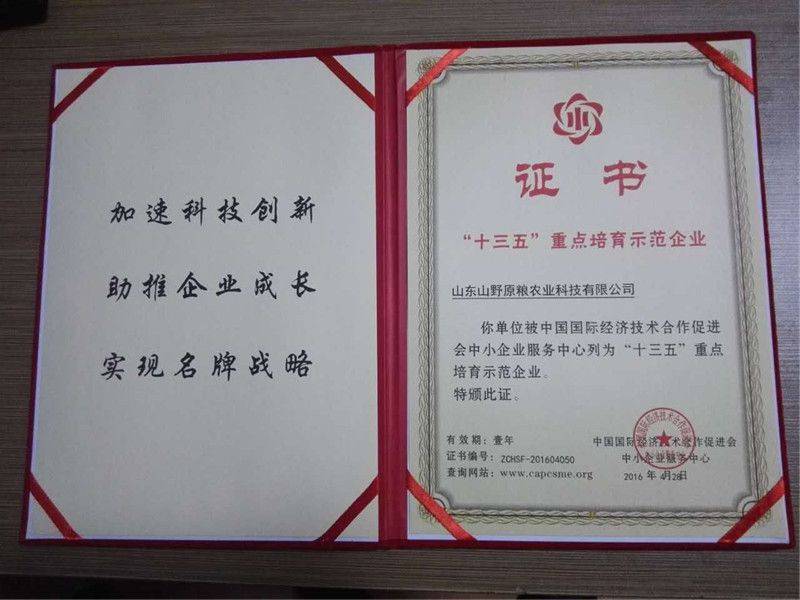 加速科技创新
助推企业成长
实现名牌战略
证书
“十三五”重点培育示范企业
山东山野原粮农业科技有限公司
你单位被中国国际经济技术合作促进
会中小企业服务中心列为“十三五”重点
培育示范企业。
特颁此证。
有效期：壹年
证书编号：ZCHSF-201604050
查询网站：www.capcsme.org
中国国际经济技术合作促进会
中小企业服务中心
2016 年 4月28日